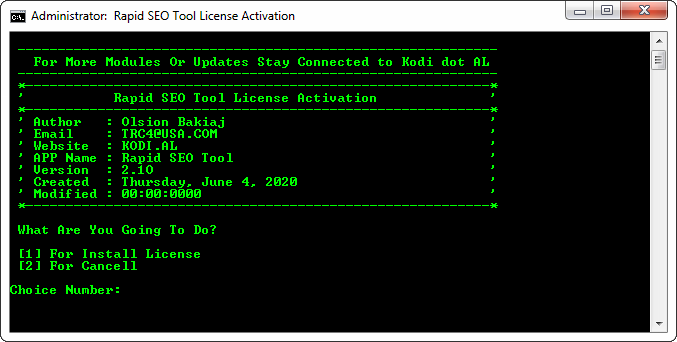 Administrator:  Rapid SEO Tool License Activation
For More Modules Or Updates Stay Connected to Kodi dot AL
Rapid SEO Tool License Activation
' Author   : Olsion Bakiaj '
' Email    : TRC4@USA.COM '
' Website  : KODI.AL '
' APP Name : Rapid SEO Tool '
' Version  : 2.10 '
' Created  : Thursday, June 4, 2020 '
' Modified : 00:00:0000 '
What Are You Going To Do?
[1] For Install License
[2] For Cancell
Choice Number: